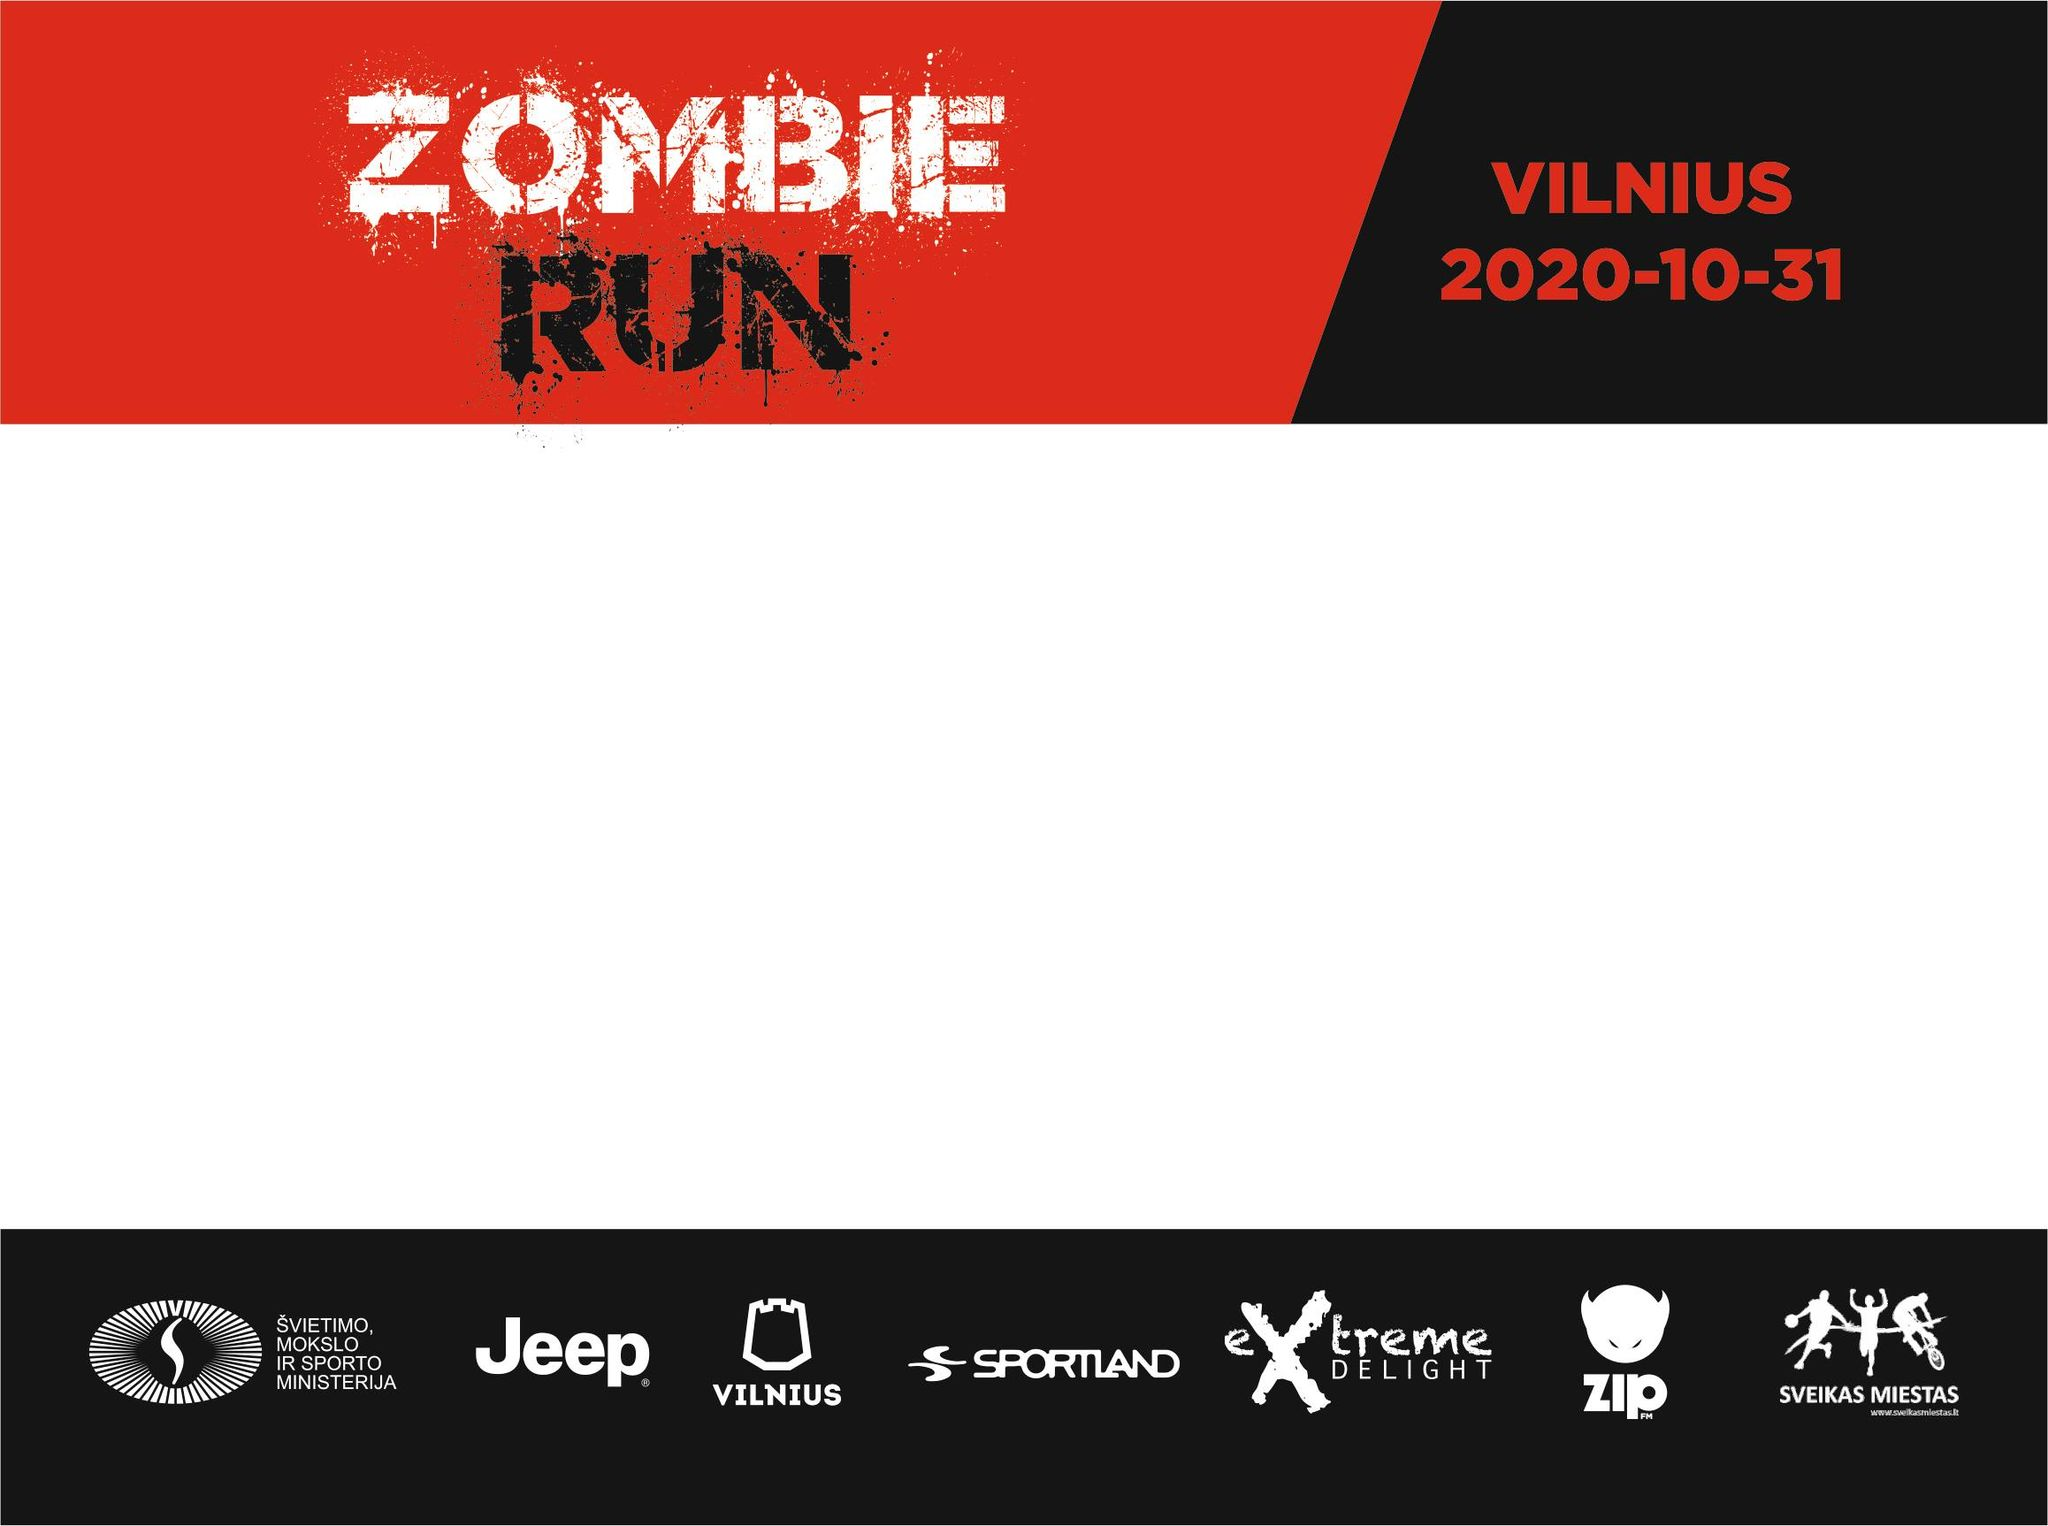 ZOMBIE
RUN
VILNIUS
2020-10-31
ŠVIETIMO,
MOKSLO
IR SPORTO
MINISTERIJA
Jeep®
VILNIUS
SPORTLAND
eXtreme
DELIGHT
zip
FM
SVEIKAS MIESTAS
www.sveikasmiestas.lt